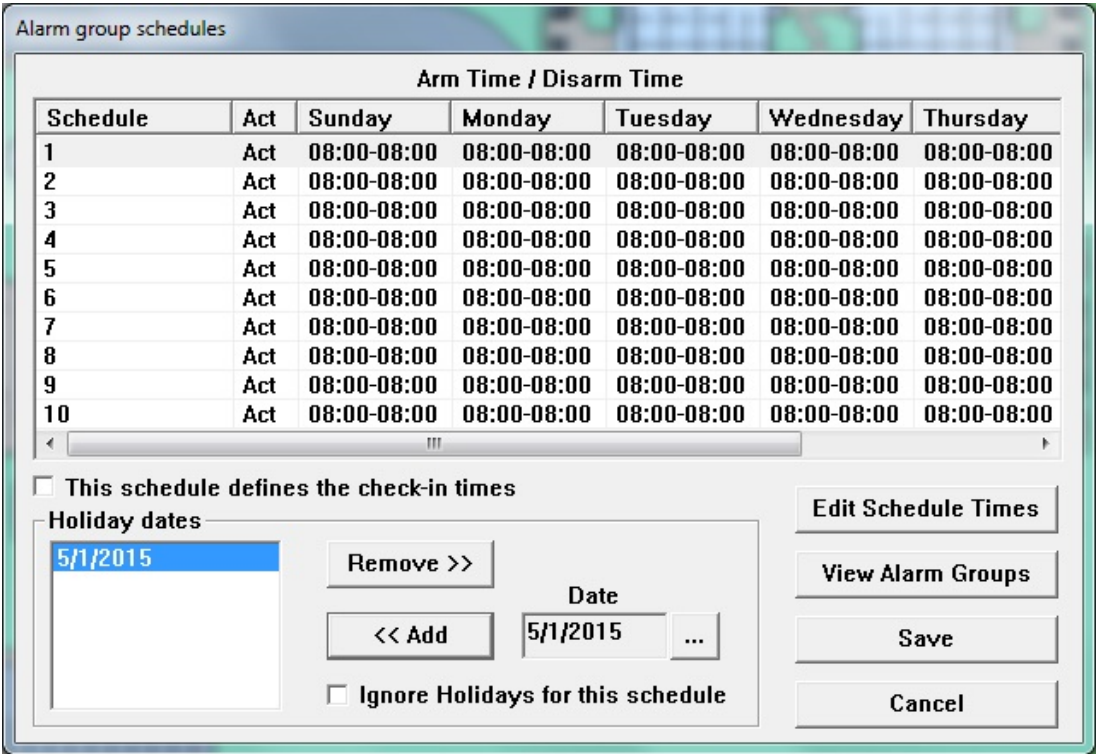 Alarm group schedules
Arm Time / Disarm Time
Schedule Act Sunday Monday Tuesday Wednesday Thursday
1 Act 08:00-08:00 08:00-08:00 08:00-08:00 08:00-08:00 08:00-08:00
2 Act 08:00-08:00 08:00-08:00 08:00-08:00 08:00-08:00 08:00-08:00
3 Act 08:00-08:00 08:00-08:00 08:00-08:00 08:00-08:00 08:00-08:00
4 Act 08:00-08:00 08:00-08:00 08:00-08:00 08:00-08:00 08:00-08:00
5 Act 08:00-08:00 08:00-08:00 08:00-08:00 08:00-08:00 08:00-08:00
6 Act 08:00-08:00 08:00-08:00 08:00-08:00 08:00-08:00 08:00-08:00
7 Act 08:00-08:00 08:00-08:00 08:00-08:00 08:00-08:00 08:00-08:00
8 Act 08:00-08:00 08:00-08:00 08:00-08:00 08:00-08:00 08:00-08:00
9 Act 08:00-08:00 08:00-08:00 08:00-08:00 08:00-08:00 08:00-08:00
10 Act 08:00-08:00 08:00-08:00 08:00-08:00 08:00-08:00 08:00-08:00
This schedule defines the check-in times
Holiday dates
5/1/2015
Remove >>
Date
<< Add
5/1/2015
...
Ignore Holidays for this schedule
Edit Schedule Times
View Alarm Groups
Save
Cancel